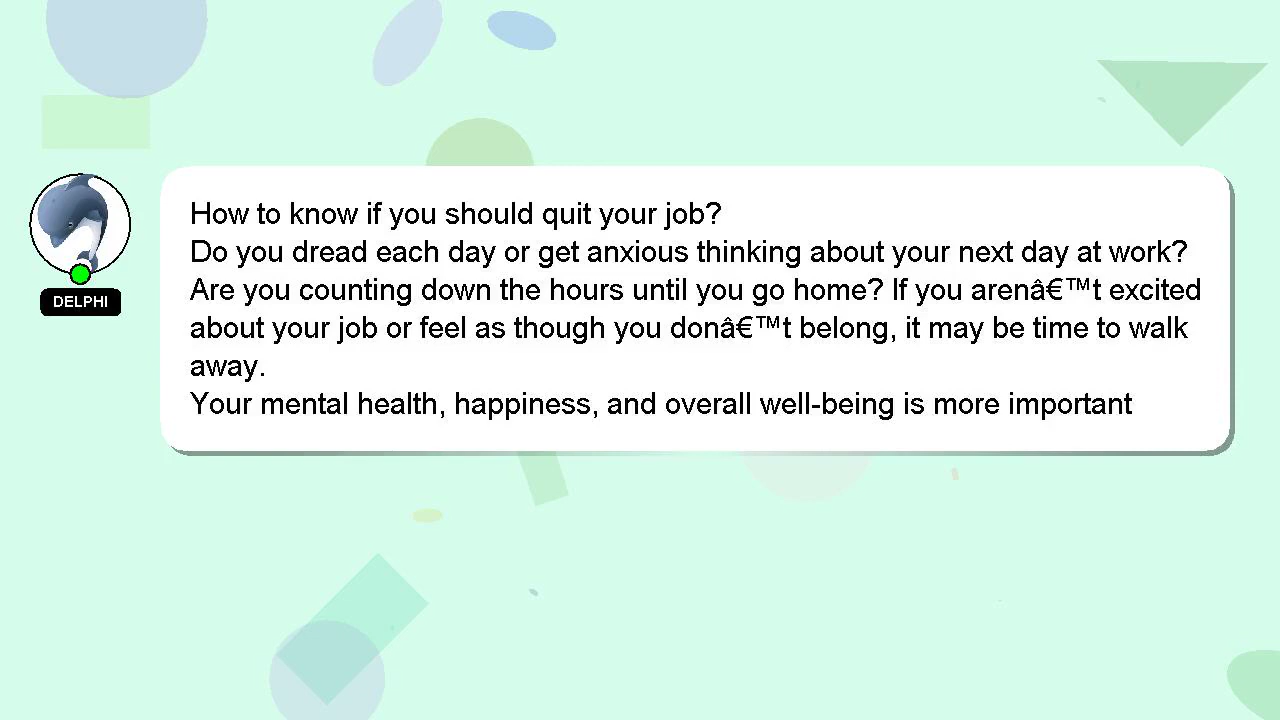 How to know if you should quit your job?
Do you dread each day or get anxious thinking about your next day at work?
Are you counting down the hours until you go home? If you arenâ€™t excited
about your job or feel as though you donâ€™t belong, it may be time to walk
away.
Your mental health, happiness, and overall well-being is more important
DELPHI